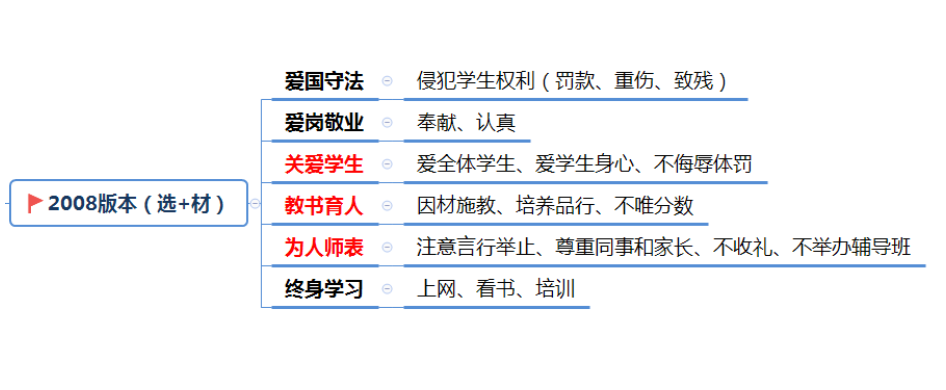 2008版本（选+材）
爱国守法 侵犯学生权利（罚款、重伤、致残）
爱岗敬业 奉献、认真
关爱学生 爱全体学生、爱学生身心、不侮辱体罚
教书育人 因材施教、培养品行、不唯分数
为人师表 注意言行举止、尊重同事和家长、不收礼、不举办辅导班
终身学习 上网、看书、培训